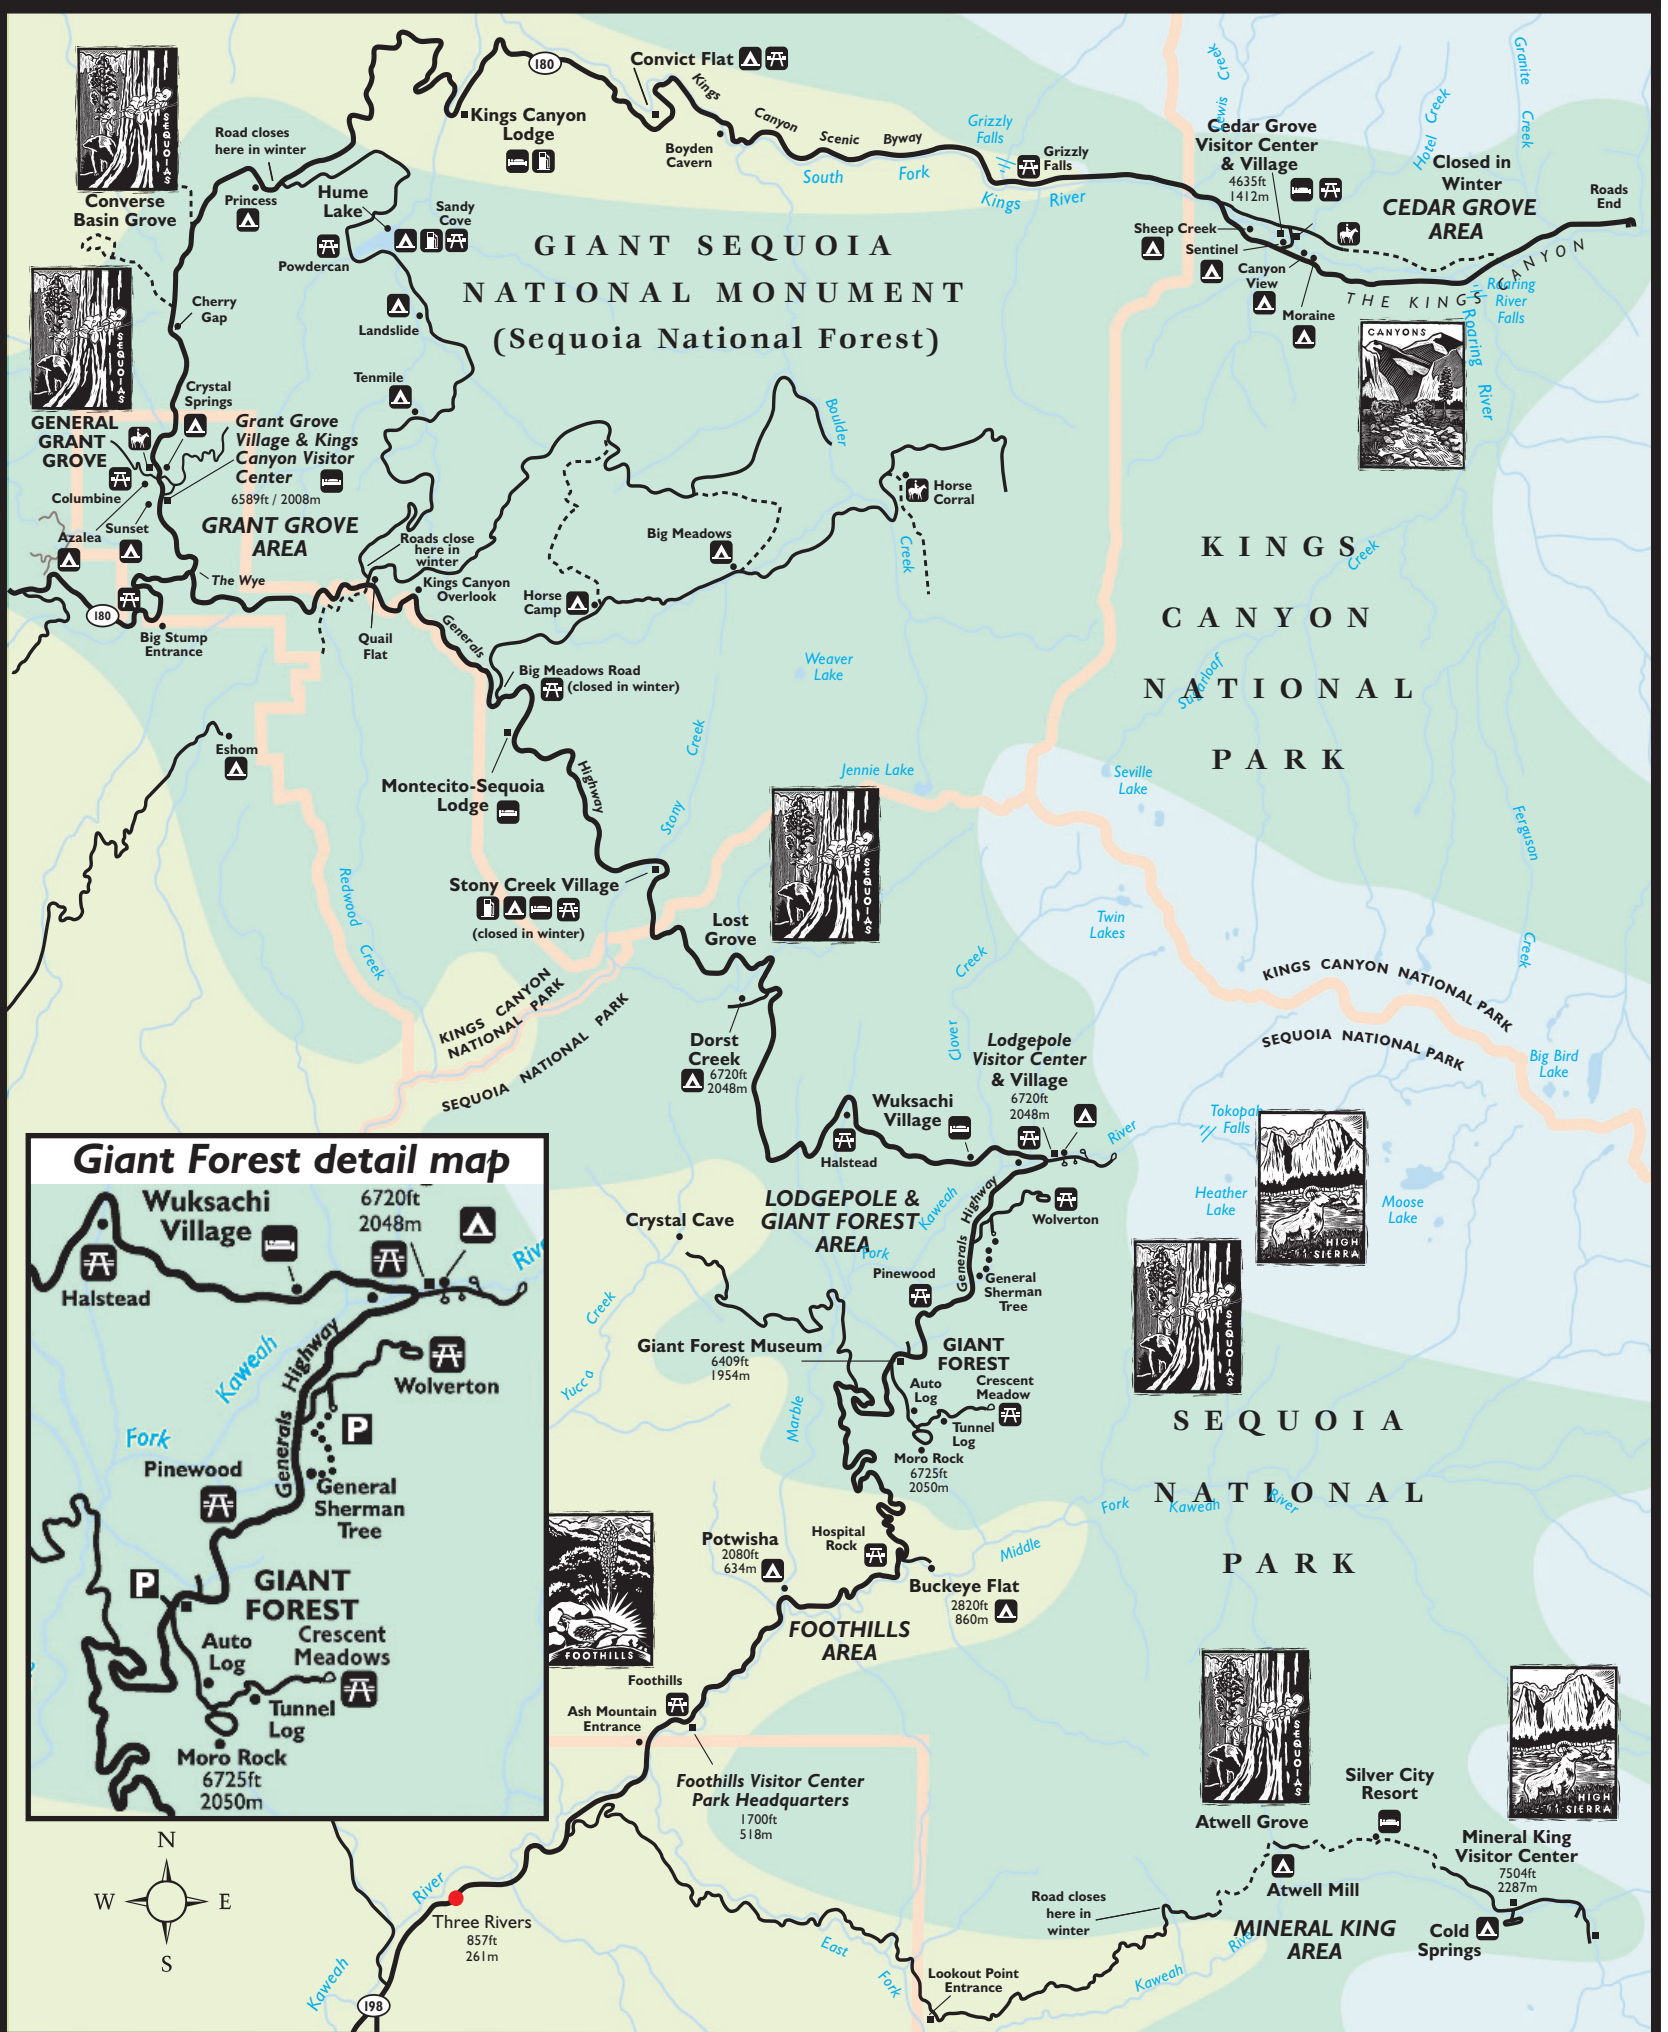 180
Convict Flat
Kings Canyon Scenic Byway
Kings Canyon
Lodge
Boyden
Cavern
Grizzly
Falls
Grizzly
Falls
South Fork
Kings River
Lewis Creek
Hotel Creek
Granite Creek
Cedar Grove
Visitor Center
& Village
4635ft
1412m
Closed in
Winter
CEDAR GROVE
AREA
Roads
End
Sheep Creek
Sentinel
Canyon
View
Moraine
THE KINGS CANYON
Roaring
River
Falls
Roaring River
CANYONS
SEQUOIAS
Converse
Basin Grove
Road closes
here in winter
Princess
Hume
Lake
Sandy
Cove
Powdercan
Landslide
Tenmile
Cherry
Gap
SEQUOIAS
Crystal
Springs
GENERAL
GRANT
GROVE
Grant Grove
Village & Kings
Canyon Visitor
Center
6589ft / 2008m
Columbine
Sunset
Azalea
GRANT GROVE
AREA
The Wye
180
Big Stump
Entrance
Roads close
here in
winter
Kings Canyon
Overlook
Quail
Flat
GIANT SEQUOIA
NATIONAL MONUMENT
(Sequoia National Forest)
Boulder
Creek
Horse
Corral
Big Meadows
Horse
Camp
Generals
Highway
Big Meadows Road
(closed in winter)
Weaver
Lake
Eshom
Montecito-Sequoia
Lodge
Stony Creek
Jennie Lake
Stony Creek Village
(closed in winter)
Redwood Creek
SEQUOIAS
Lost
Grove
KINGS
CANYON
NATIONAL
PARK
Sugarloaf Creek
Seville
Lake
Twin
Lakes
Ferguson Creek
KINGS CANYON NATIONAL PARK
SEQUOIA NATIONAL PARK
KINGS CANYON
NATIONAL PARK
SEQUOIA NATIONAL PARK
Big Bird
Lake
Dorst
Creek
6720ft
2048m
Clover Creek
Lodgepole
Visitor Center
& Village
6720ft
2048m
Wuksachi
Village
Halstead
River
Tokopah
Falls
Heather
Lake
Moose
Lake
HIGH
SIERRA
SEQUOIAS
LODGEPOLE &
GIANT FOREST
AREA
Crystal Cave
Kaweah
Fork
Generals Highway
Wolverton
Pinewood
General
Sherman
Tree
Giant Forest Museum
6409ft
1954m
GIANT
FOREST
Auto
Log
Crescent
Meadow
Tunnel
Log
Moro Rock
6725ft
2050m
Yucca Creek
Marble
SEQUOIA
NATIONAL
PARK
Fork Kaweah River
Middle
Hospital
Rock
Potwisha
2080ft
634m
Buckeye Flat
2820ft
860m
FOOTHILLS
AREA
FOOTHILLS
Foothills
Ash Mountain
Entrance
Foothills Visitor Center
Park Headquarters
1700ft
518m
Giant Forest detail map
Wuksachi
Village
6720ft
2048m
Halstead
Rive
Kaweah
Fork
Generals Highway
Wolverton
P
Pinewood
General
Sherman
Tree
P
GIANT
FOREST
Auto
Log
Crescent
Meadows
Tunnel
Log
Moro Rock
6725ft
2050m
N
W
E
S
River
Kaweah
Three Rivers
857ft
261m
198
East Fork
Kaweah River
Lookout Point
Entrance
Road closes
here in
winter
SEQUOIAS
Atwell Grove
Silver City
Resort
HIGH
SIERRA
Atwell Mill
Mineral King
Visitor Center
7504ft
2287m
MINERAL KING
AREA
Cold
Springs